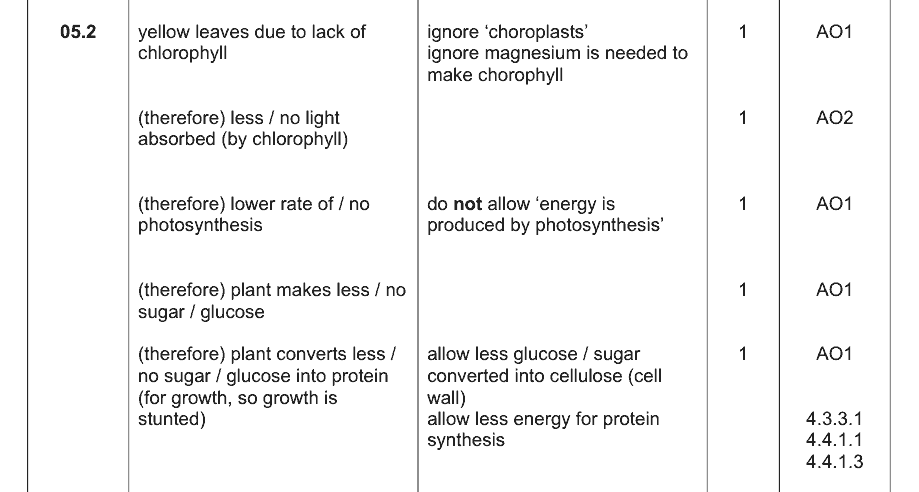 05.2 yellow leaves due to lack of ignore ‘choroplasts’ 1 AO1
chlorophyll ignore magnesium is needed to
make chorophyll
(therefore) less / no light 1 AO2
absorbed (by chlorophyll)
(therefore) lower rate of / no do not allow ‘energy is 1 AO1
photosynthesis produced by photosynthesis’
(therefore) plant makes less / no 1 AO1
sugar / glucose
(therefore) plant converts less / allow less glucose / sugar 1 AO1
no sugar / glucose into protein converted into cellulose (cell
(for growth, so growth is wall)
stunted) allow less energy for protein 4.3.3.1
synthesis 4.4.1.1
4.4.1.3